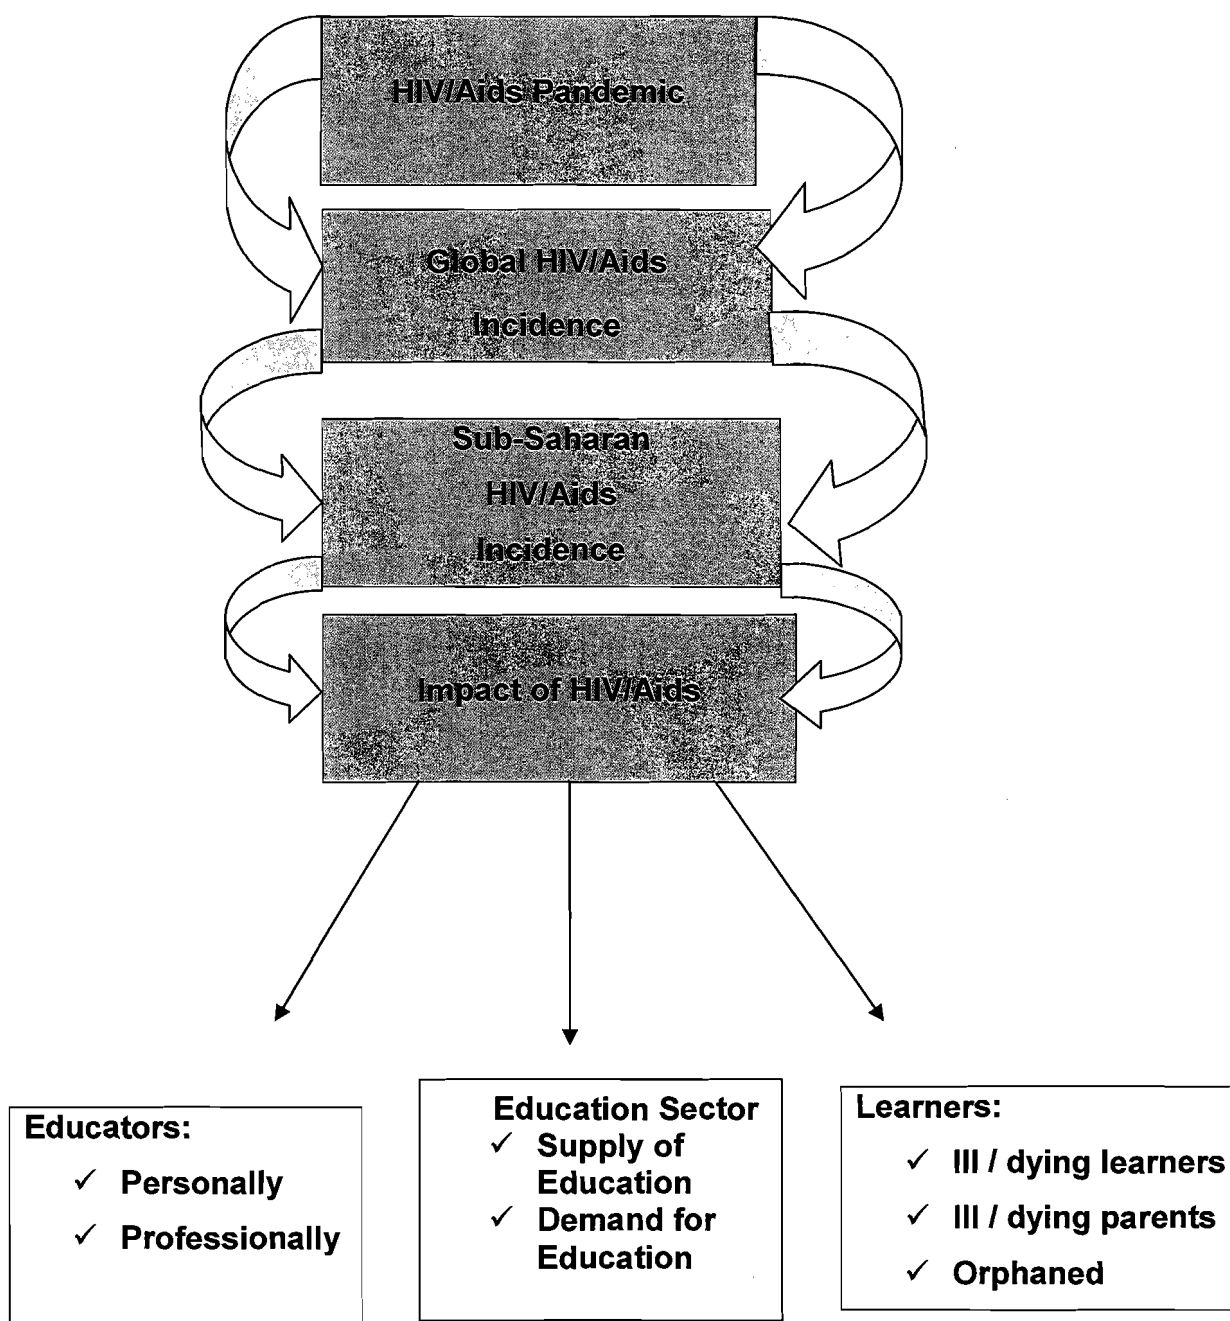 HIV/Aids Pandemic
Global HIV/Aids
Incidence
Sub-Saharan
HIV/Aids
Incidence
Impact of HIV/Aids
Educators:
✓ Personally
✓ Professionally
Education Sector
✓ Supply of
Education
✓ Demand for
Education
Learners:
✓ Ill / dying learners
✓ Ill / dying parents
✓ Orphaned